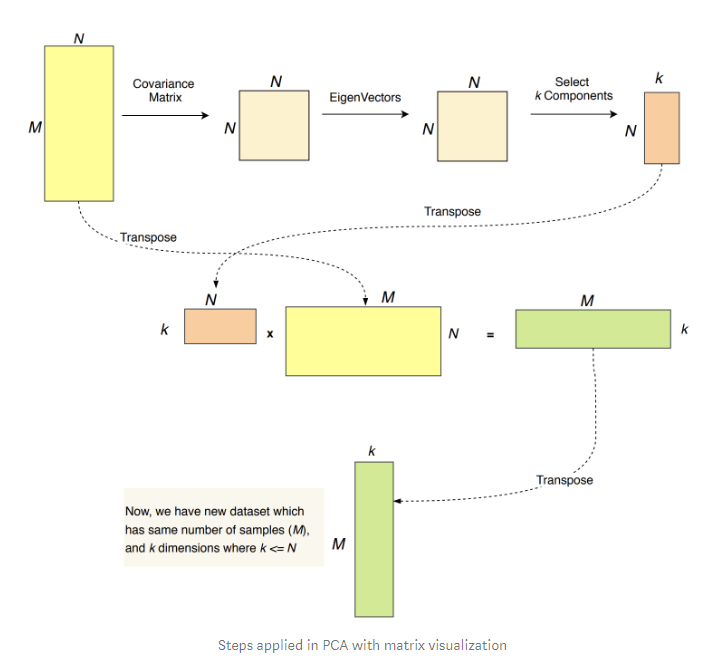 N
Covariance
Matrix
M
N
N
EigenVectors
N
N
Select
k Components
k
N
Transpose
Transpose
N
k
x
M
N
=
M
k
Transpose
k
M
Now, we have new dataset which
has same number of samples (M),
and k dimensions where k <= N
Steps applied in PCA with matrix visualization